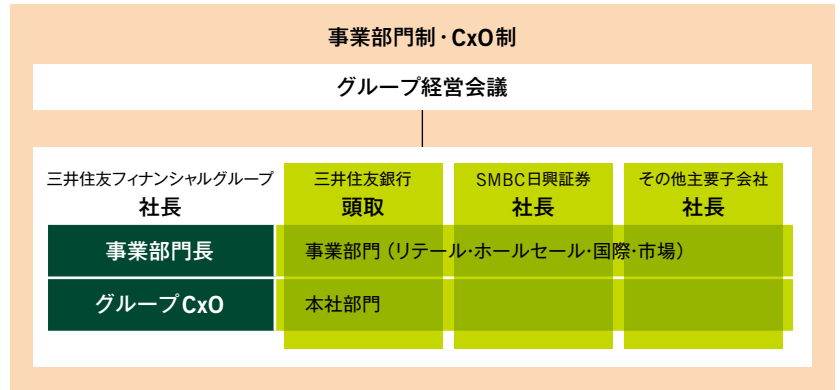 事業部門制・CxO制
グループ経営会議
三井住友フィナンシャルグループ
社長
三井住友銀行
頭取
SMBC日興証券
社長
その他主要子会社
社長
事業部門長
事業部門（リテール・ホールセール・国際・市場）
グループCxO
本社部門